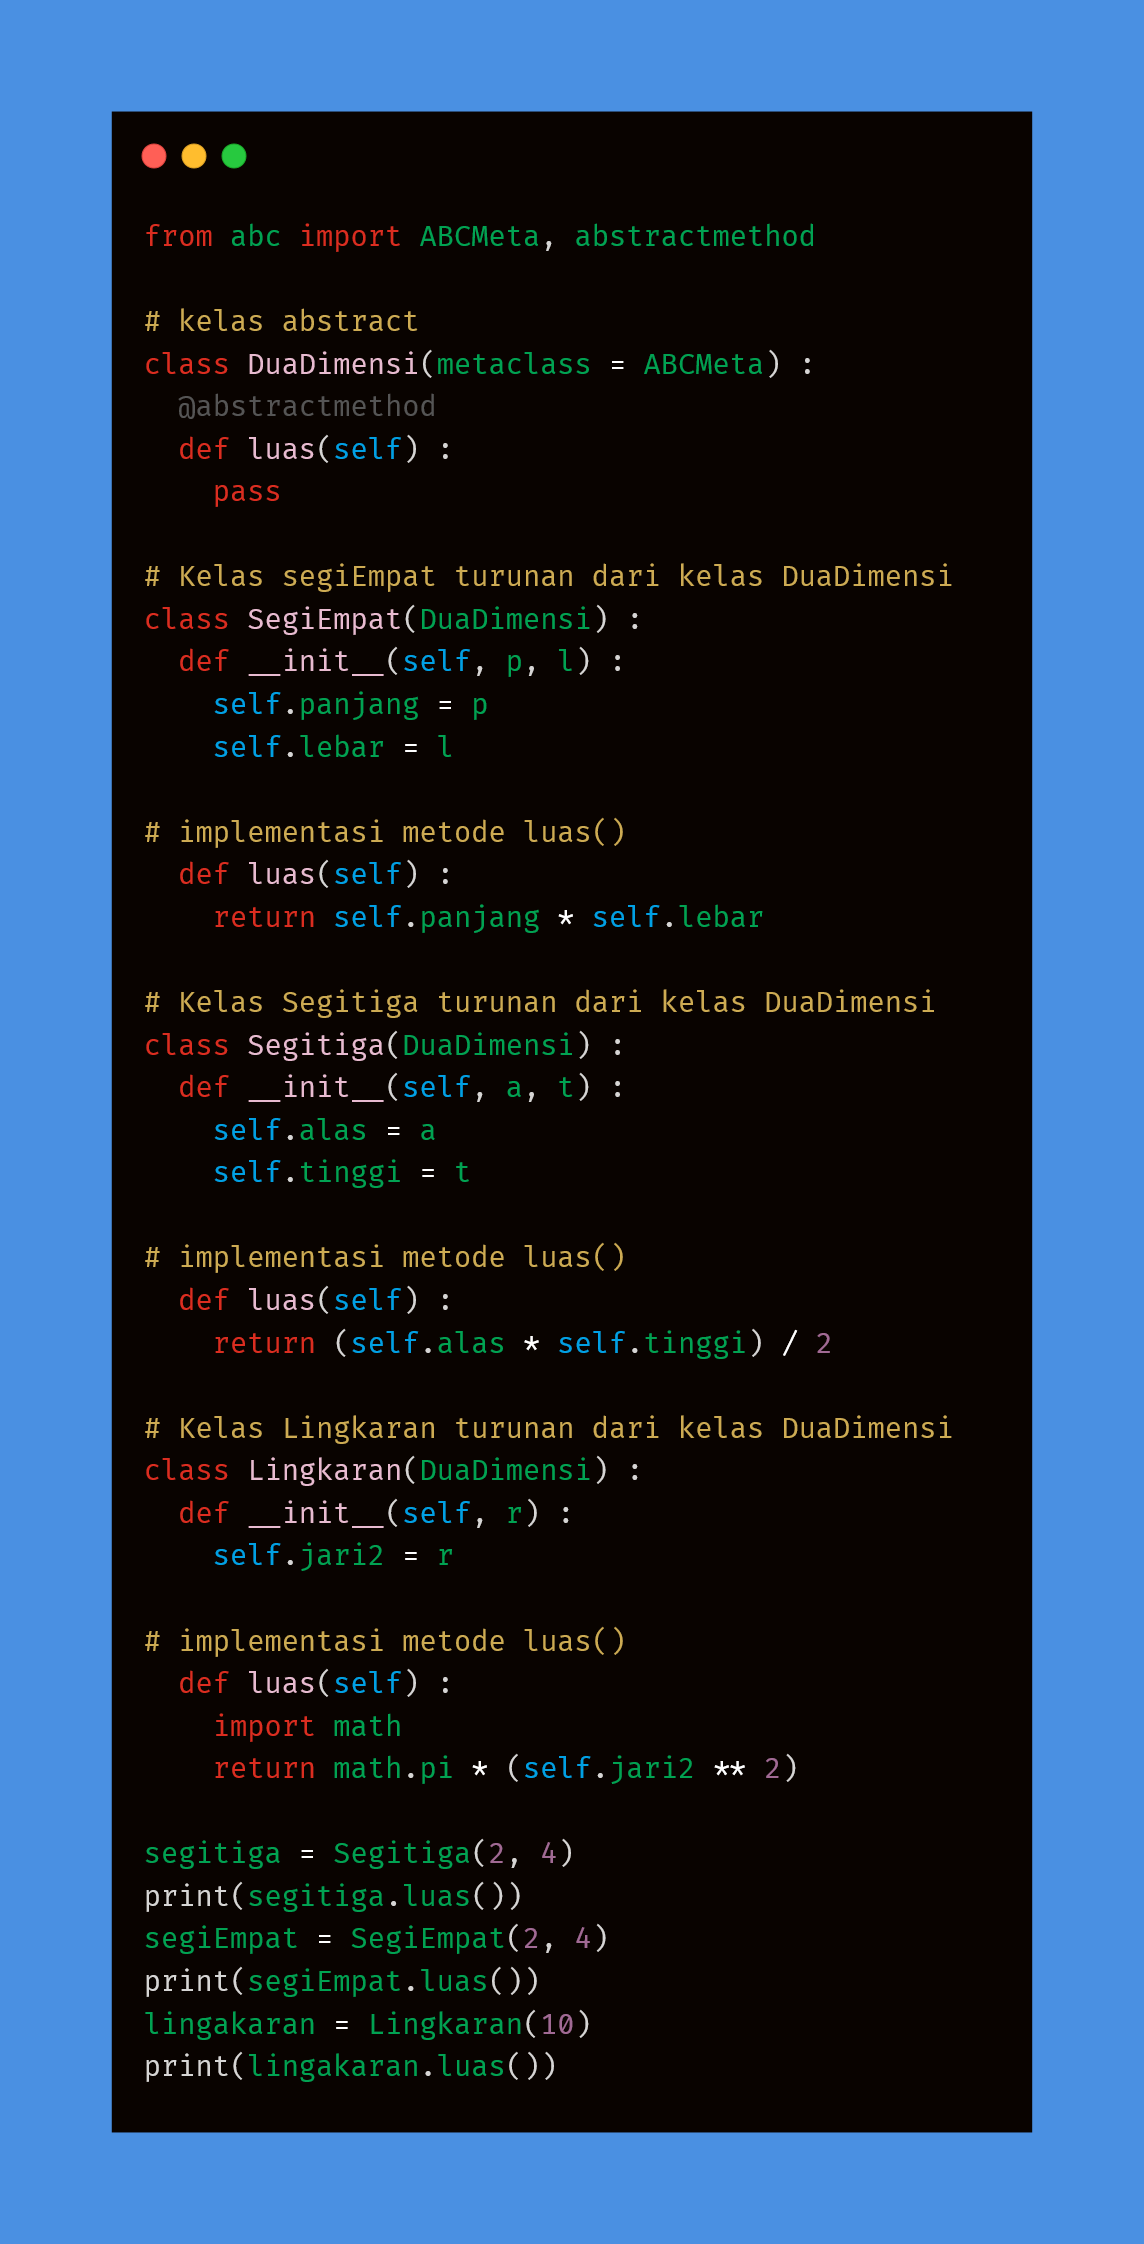 from abc import ABCMeta, abstractmethod

# kelas abstract
class DuaDimensi(metaclass = ABCMeta) :
  @abstractmethod
  def luas(self) :
    pass

# Kelas segiEmpat turunan dari kelas DuaDimensi
class SegiEmpat(DuaDimensi) :
  def __init__(self, p, l) :
    self.panjang = p
    self.lebar = l

# implementasi metode luas()
  def luas(self) :
    return self.panjang * self.lebar

# Kelas Segitiga turunan dari kelas DuaDimensi
class Segitiga(DuaDimensi) :
  def __init__(self, a, t) :
    self.alas = a
    self.tinggi = t

# implementasi metode luas()
  def luas(self) :
    return (self.alas * self.tinggi) / 2

# Kelas Lingkaran turunan dari kelas DuaDimensi
class Lingkaran(DuaDimensi) :
  def __init__(self, r) :
    self.jari2 = r

# implementasi metode luas()
  def luas(self) :
    import math
    return math.pi * (self.jari2 ** 2)

segitiga = Segitiga(2, 4)
print(segitiga.luas())
segiEmpat = SegiEmpat(2, 4)
print(segiEmpat.luas())
lingakaran = Lingkaran(10)
print(lingakaran.luas())